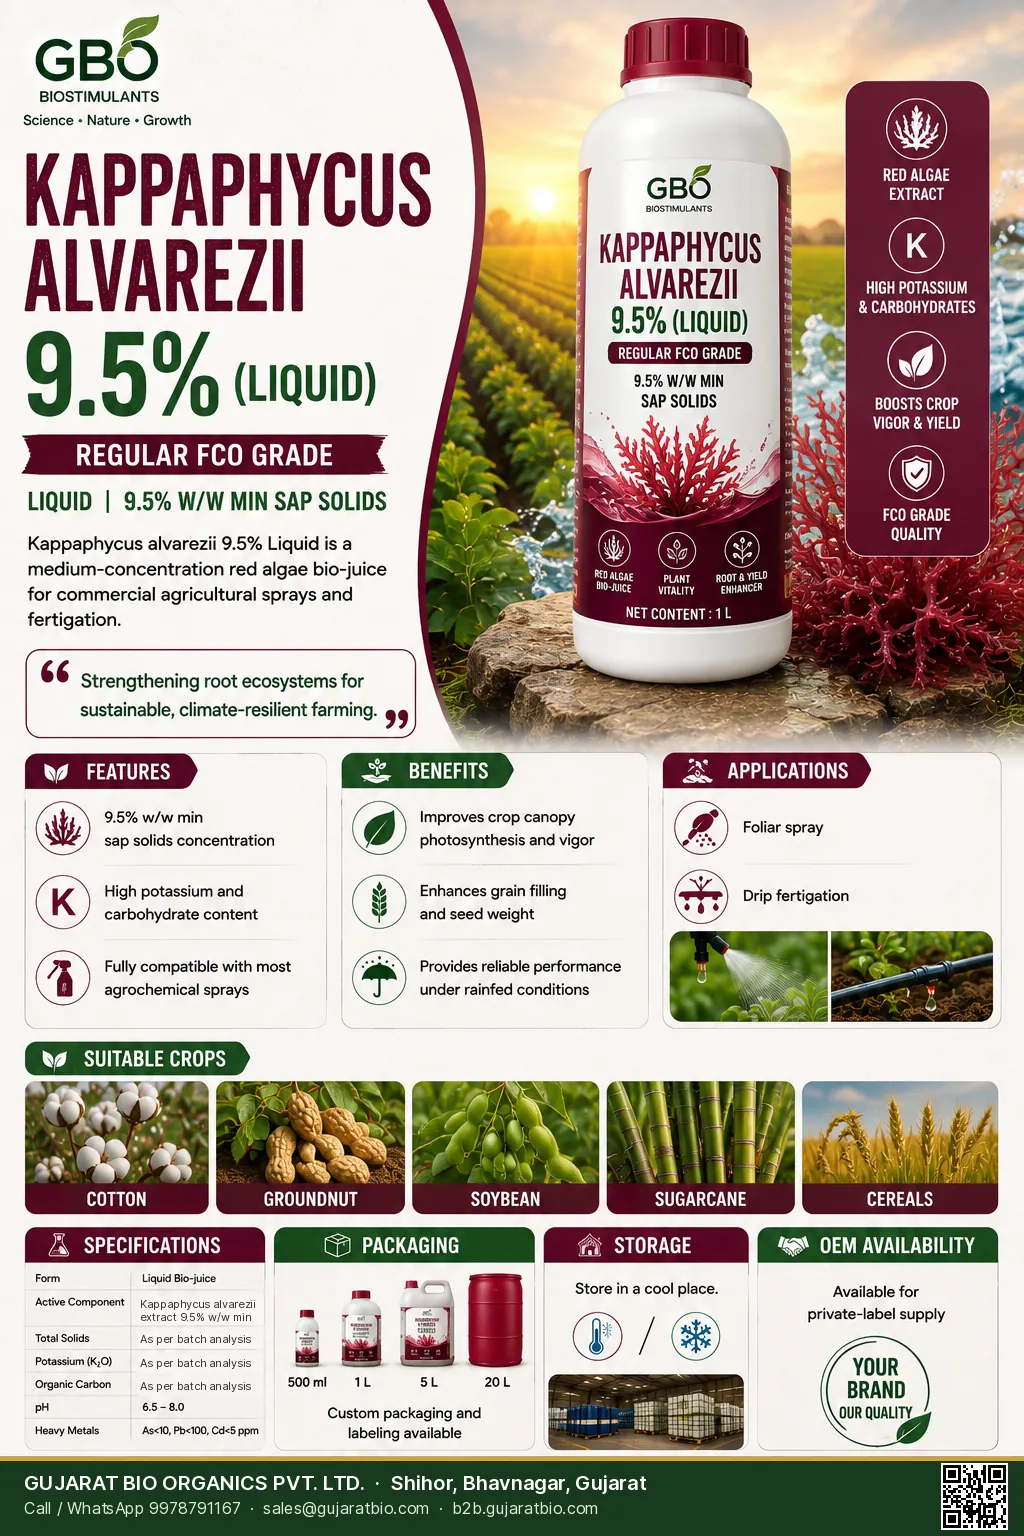 GBO
BIOSTIMULANTS
Science • Nature • Growth
KAPPAPHYCUS
ALVAREZII
9.5% (LIQUID)
REGULAR FCO GRADE
LIQUID | 9.5% W/W MIN SAP SOLIDS
Kappaphycus alvarezii 9.5% Liquid is a
medium-concentration red algae bio-juice
for commercial agricultural sprays and
fertigation.
“ Strengthening root ecosystems for
sustainable, climate-resilient farming. ”
GBO
BIOSTIMULANTS
KAPPAPHYCUS
ALVAREZII
9.5% (LIQUID)
REGULAR FCO GRADE
9.5% W/W MIN
SAP SOLIDS
RED ALGAE
BIO-JUICE
PLANT
VITALITY
ROOT & YIELD
ENHANCER
NET CONTENT : 1 L
RED ALGAE
EXTRACT
K
HIGH POTASSIUM
& CARBOHYDRATES
BOOSTS CROP
VIGOR & YIELD
FCO GRADE
QUALITY
FEATURES
9.5% w/w min
sap solids concentration
K
High potassium and
carbohydrate content
Fully compatible with most
agrochemical sprays
BENEFITS
Improves crop canopy
photosynthesis and vigor
Enhances grain filling
and seed weight
Provides reliable performance
under rainfed conditions
APPLICATIONS
Foliar spray
Drip fertigation
SUITABLE CROPS
COTTON
GROUNDNUT
SOYBEAN
SUGARCANE
CEREALS
SPECIFICATIONS
Form Liquid Bio-juice
Active Component Kappaphycus alvarezii
extract 9.5% w/w min
Total Solids As per batch analysis
Potassium (K₂O) As per batch analysis
Organic Carbon As per batch analysis
pH 6.5 – 8.0
Heavy Metals As<10, Pb<100, Cd<5 ppm
PACKAGING
500 ml 1 L 5 L 20 L
Custom packaging and
labeling available
STORAGE
Store in a cool place.
OEM AVAILABILITY
Available for
private-label supply
YOUR
BRAND
OUR QUALITY
GUJARAT BIO ORGANICS PVT. LTD. · Shihor, Bhavnagar, Gujarat
Call / WhatsApp 9978791167 · sales@gujaratbio.com · b2b.gujaratbio.com